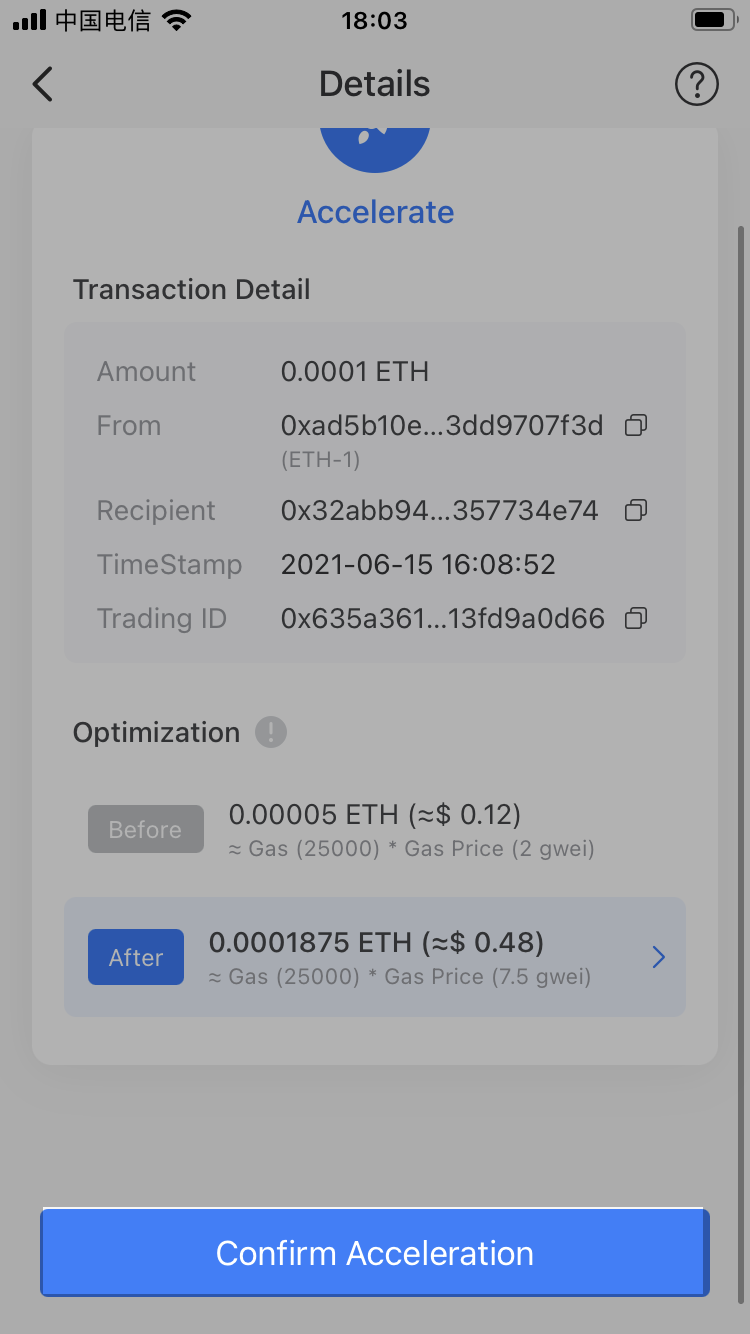 中国电信
18:03
Details
Accelerate
Transaction Detail
Amount 0.0001 ETH
From 0xad5b10e...3dd9707f3d
(ETH-1)
Recipient 0x32abb94...357734e74
TimeStamp 2021-06-15 16:08:52
Trading ID 0x635a361...13fd9a0d66
Optimization
Before 0.00005 ETH (≈$ 0.12)
≈ Gas (25000) * Gas Price (2 gwei)
After 0.0001875 ETH (≈$ 0.48)
≈ Gas (25000) * Gas Price (7.5 gwei)
Confirm Acceleration